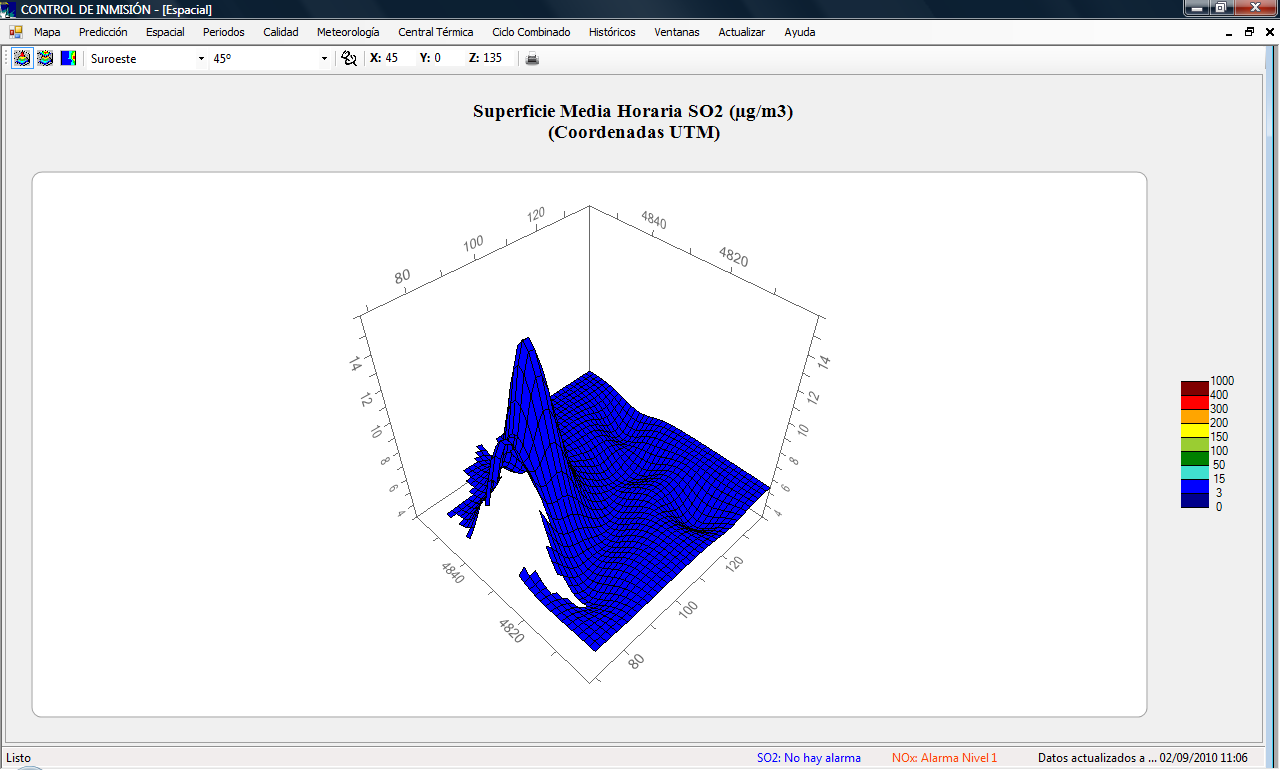 CONTROL DE INMISIÓN - [Espacial]
Mapa Predicción Espacial Periodos Calidad Meteorología Central Térmica Ciclo Combinado Históricos Ventanas Actualizar Ayuda
Suroeste 45º X: 45 Y: 0 Z: 135
Superficie Media Horaria SO2 (µg/m3)
(Coordenadas UTM)
80 100 120 4840 4820
14 12 10 8 6 4
14 12 10 8 6 4
4840 4820
80 100 120
1000
400
300
200
150
100
50
15
3
0
Listo SO2: No hay alarma NOx: Alarma Nivel 1 Datos actualizados a ... 02/09/2010 11:06